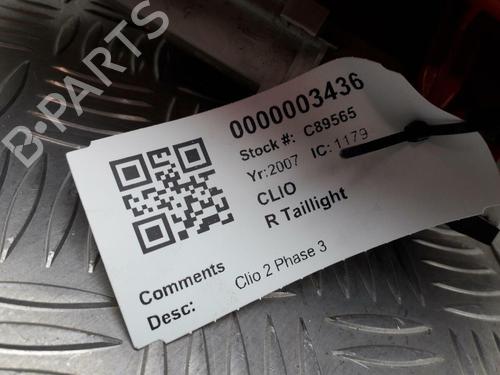 B-PARTS
0000003436
Stock #: C89565
Yr:2007 IC:1179
CLIO
R Taillight
Comments
Desc: Clio 2 Phase 3